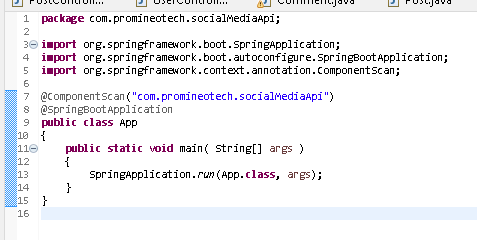 PostControll... UserControll... Comment.java Post.java
1 package com.promineotech.socialMediaApi;
2
3 import org.springframework.boot.SpringApplication;
4 import org.springframework.boot.autoconfigure.SpringBootApplication;
5 import org.springframework.context.annotation.ComponentScan;
6
7 @ComponentScan("com.promineotech.socialMediaApi")
8 @SpringBootApplication
9 public class App
10 {
11 public static void main( String[] args )
12 {
13 SpringApplication.run(App.class, args);
14 }
15 }
16